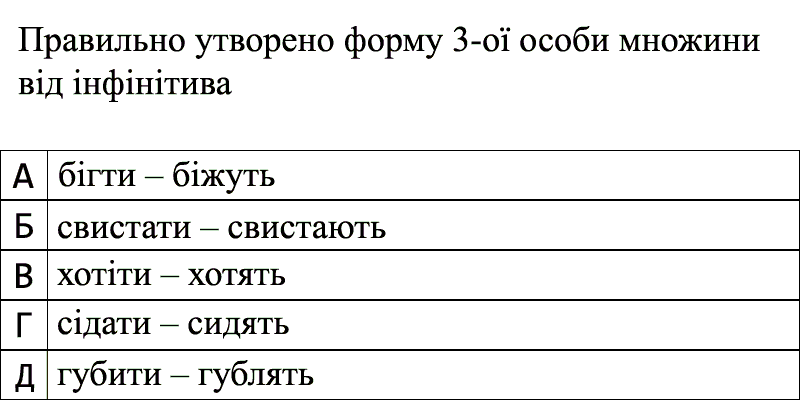 Правильно утворено форму 3-ої особи множини
від інфінітива
А бігти – біжуть
Б свистати – свистають
В хотіти – хотять
Г сідати – сидять
Д губити – гублять